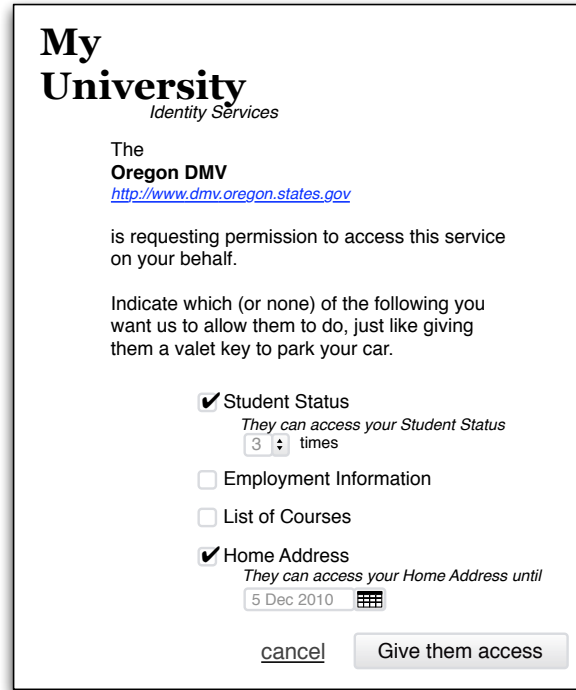 My
University
Identity Services
The
Oregon DMV
http://www.dmv.oregon.states.gov
is requesting permission to access this service
on your behalf.
Indicate which (or none) of the following you
want us to allow them to do, just like giving
them a valet key to park your car.
✔ Student Status
They can access your Student Status
3 times
Employment Information
List of Courses
✔ Home Address
They can access your Home Address until
5 Dec 2010
cancel Give them access